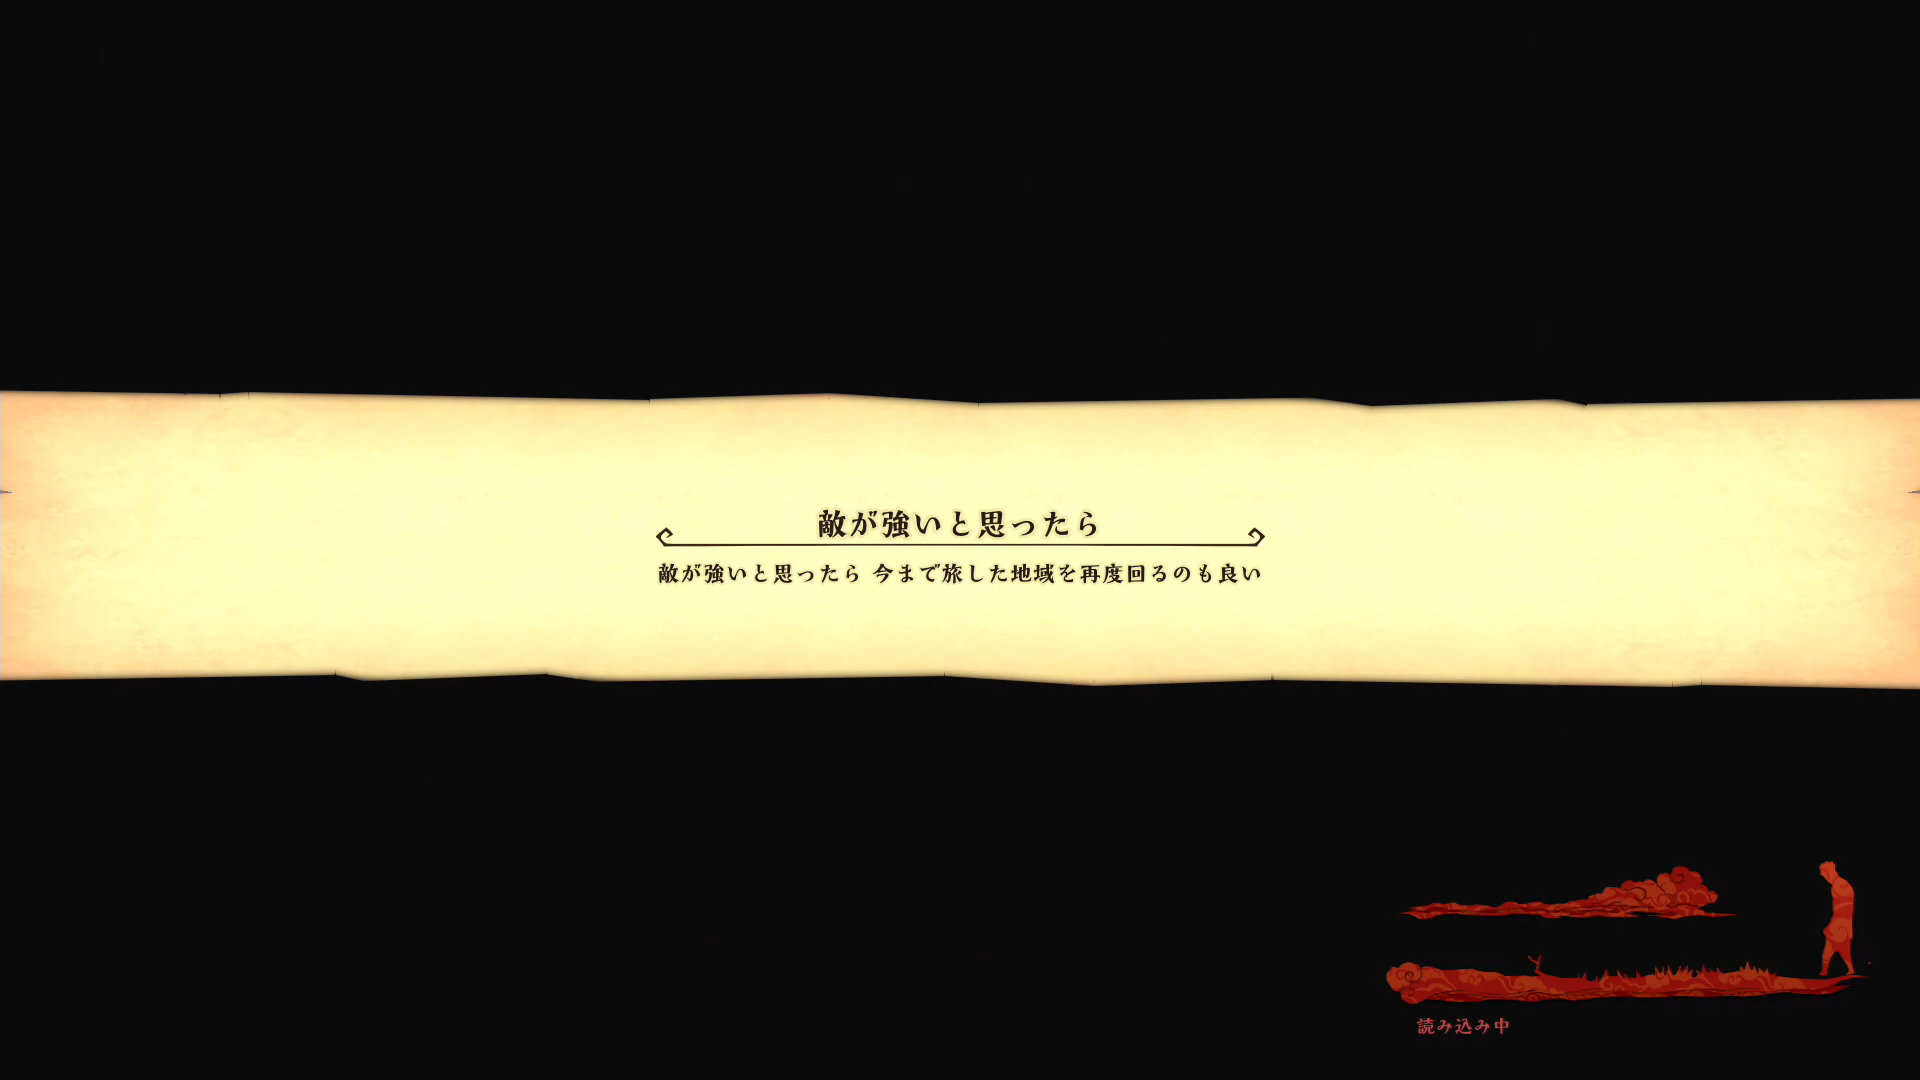 敵が強いと思ったら
敵が強いと思ったら 今まで旅した地域を再度回るのも良い
読み込み中